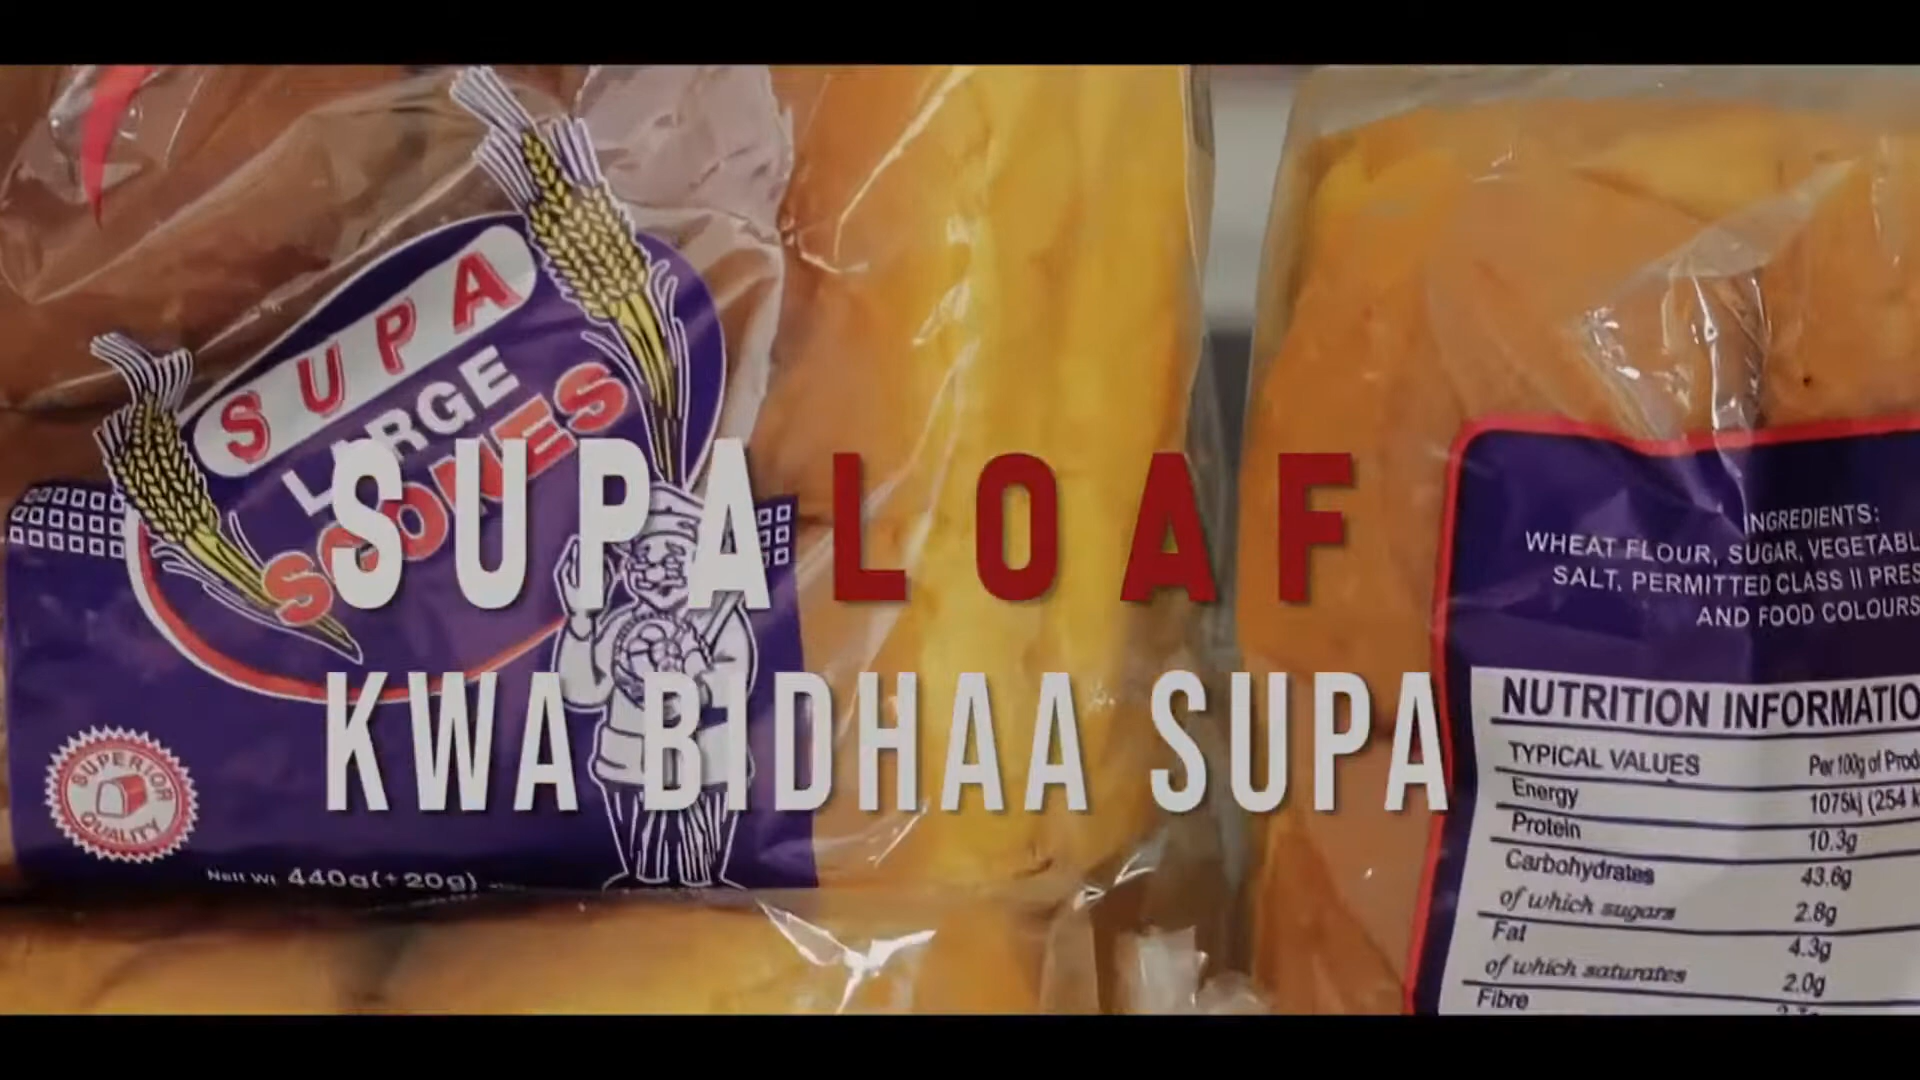 SUPA
LARGE
SCONES
SUPA LOAF
KWA BIDHAA SUPA
SUPERIOR
QUALITY
Nett Wt 440g(+20g)
INGREDIENTS:
WHEAT FLOUR, SUGAR, VEGETABL
SALT, PERMITTED CLASS II PRES
AND FOOD COLOURS
NUTRITION INFORMATIO
TYPICAL VALUES Per 100g of Prod
Energy 1075kj (254 k
Protein 10.3g
Carbohydrates 43.6g
of which sugars 2.8g
Fat 4.3g
of which saturates 2.0g
Fibre